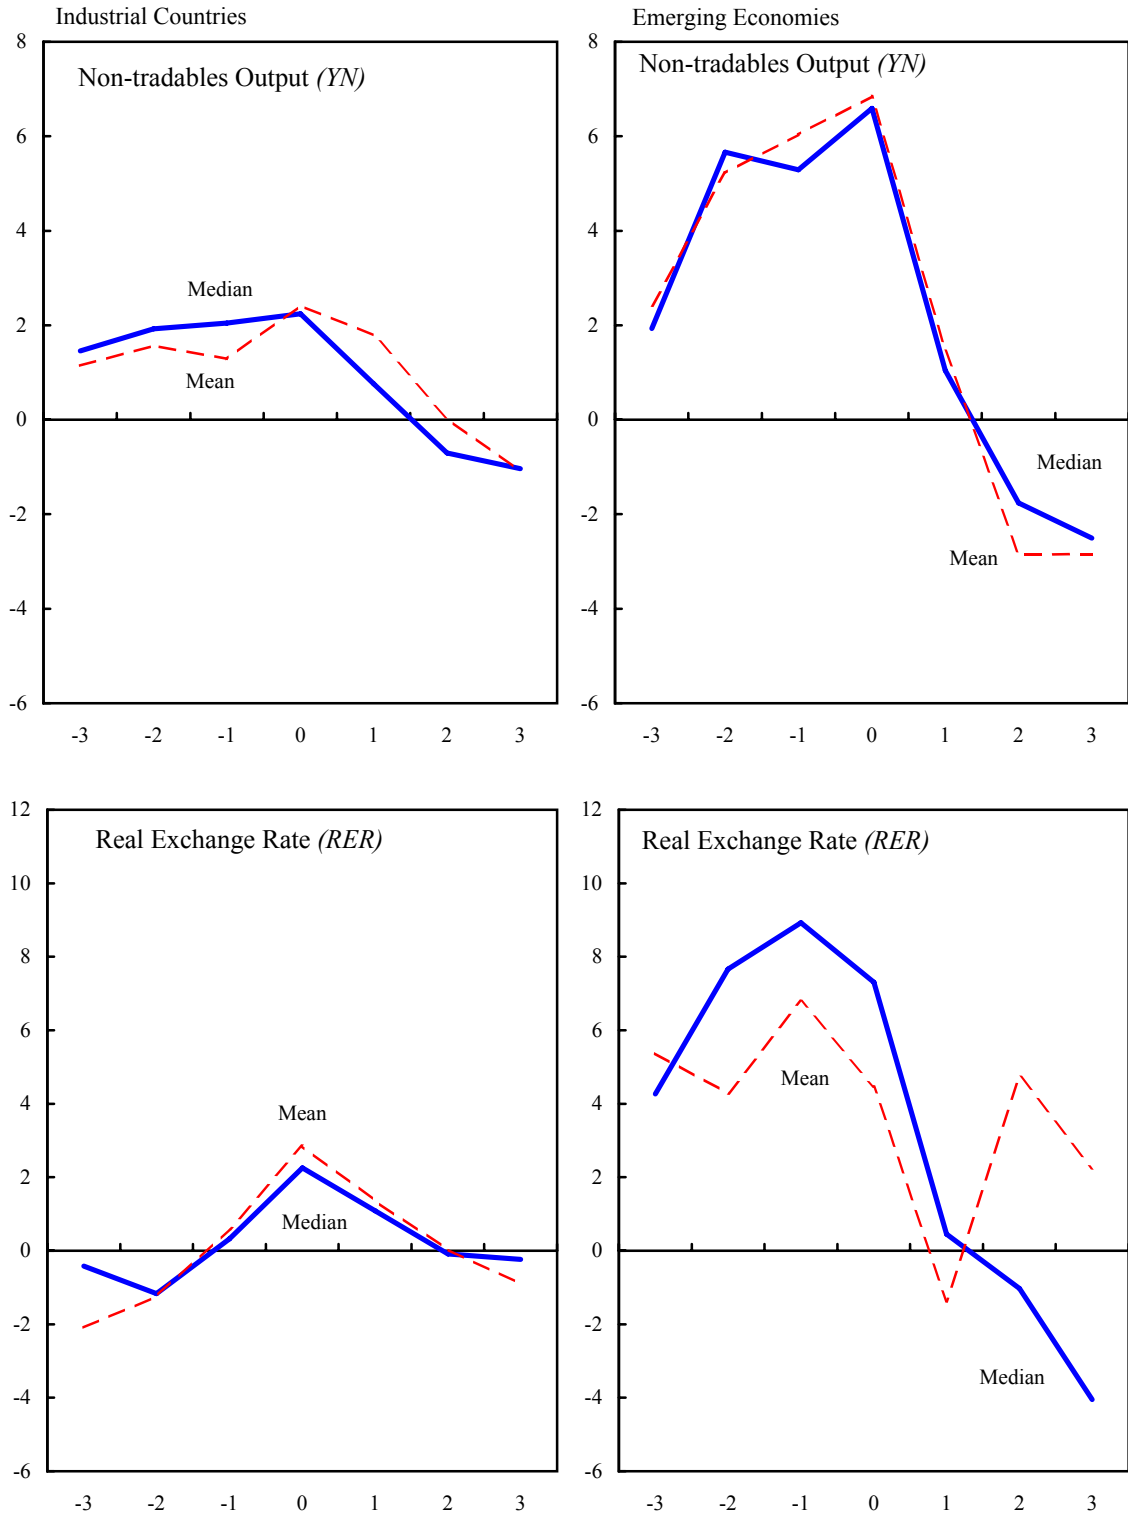 Industrial Countries
Non-tradables Output (YN)
8
6
4
2
0
-2
-4
-6
Median
Mean
-3 -2 -1 0 1 2 3
Emerging Economies
Non-tradables Output (YN)
8
6
4
2
0
-2
-4
-6
Median
Mean
-3 -2 -1 0 1 2 3
Real Exchange Rate (RER)
12
10
8
6
4
2
0
-2
-4
-6
Mean
Median
-3 -2 -1 0 1 2 3
Real Exchange Rate (RER)
12
10
8
6
4
2
0
-2
-4
-6
Mean
Median
-3 -2 -1 0 1 2 3